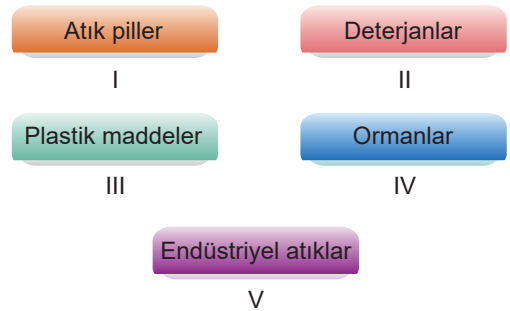 Atık piller
Deterjanlar
I
II
Plastik maddeler
Ormanlar
III
IV
Endüstriyel atıklar
V